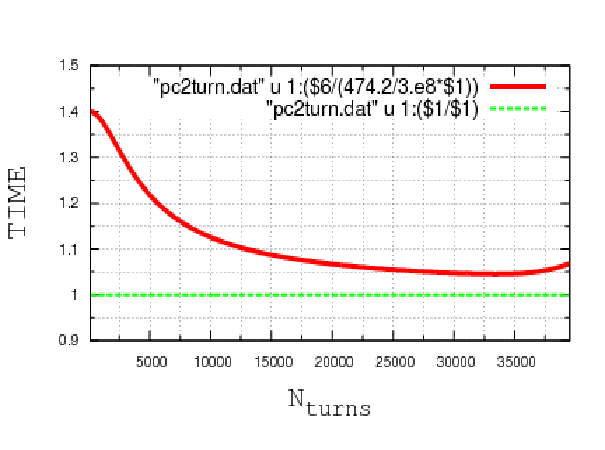 1.5
"pc2turn.dat" u 1:($6/(474.2/3.e8*$1))
"pc2turn.dat" u 1:($1/$1)
1.4
1.3
1.2
1.1
1
0.9
TIME
5000 10000 15000 20000 25000 30000 35000
Nturns